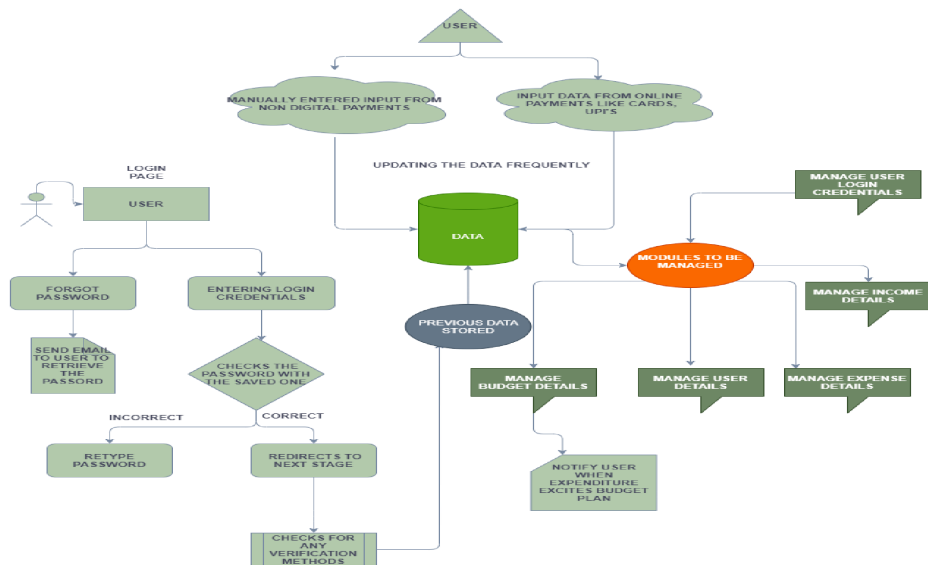 USER
MANUALLY ENTERED INPUT FROM
NON DIGITAL PAYMENTS
INPUT DATA FROM ONLINE
PAYMENTS LIKE CARDS,
UPI'S
UPDATING THE DATA FREQUENTLY
LOGIN
PAGE
USER
DATA
MANAGE USER
LOGIN
CREDENTIALS
MODULES TO BE
MANAGED
FORGOT
PASSWORD
ENTERING LOGIN
CREDENTIALS
MANAGE INCOME
DETAILS
PREVIOUS DATA
STORED
SEND EMAIL
TO USER TO
RETRIEVE
THE
PASSORD
CHECKS THE
PASSWORD WITH
THE SAVED ONE
MANAGE
BUDGET DETAILS
MANAGE USER
DETAILS
MANAGE EXPENSE
DETAILS
INCORRECT
CORRECT
RETYPE
PASSWORD
REDIRECTS TO
NEXT STAGE
NOTIFY USER
WHEN
EXPENDITURE
EXCITES BUDGET
PLAN
CHECKS FOR
ANY
VERIFICATION
METHODS